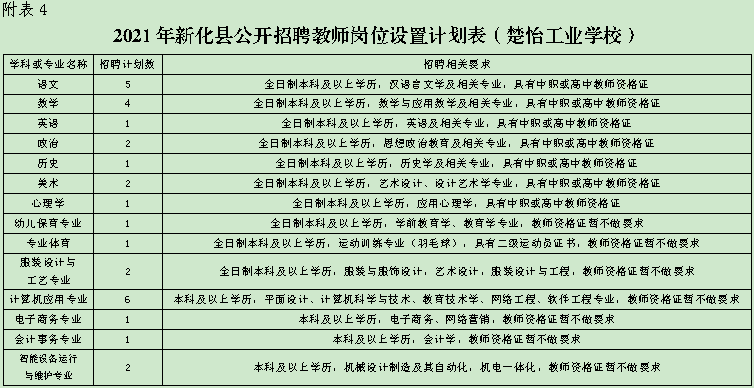 附表 4
2021 年新化县公开招聘教师岗位设置计划表（楚怡工业学校）
学科或专业名称 招聘计划数 招聘相关要求
语文 5 全日制本科及以上学历，汉语言文学及相关专业，具有中职或高中教师资格证
数学 4 全日制本科及以上学历，数学与应用数学及相关专业，具有中职或高中教师资格证
英语 1 全日制本科及以上学历，英语及相关专业，具有中职或高中教师资格证
政治 2 全日制本科及以上学历，思想政治教育及相关专业，具有中职或高中教师资格证
历史 1 全日制本科及以上学历，历史学及相关专业，具有中职或高中教师资格证
美术 2 全日制本科及以上学历，艺术设计、设计艺术学专业，具有中职或高中教师资格证
心理学 1 全日制本科及以上学历，应用心理学，具有中职或高中教师资格证
幼儿保育专业 1 全日制本科及以上学历，学前教育学、教育学专业，教师资格证暂不做要求
专业体育 1 全日制本科及以上学历，运动训练专业（羽毛球），具有二级运动员证书，教师资格证暂不做要求
服装设计与
工艺专业 2 全日制本科及以上学历，服装与服饰设计，艺术设计，服装设计与工程，教师资格证暂不做要求
计算机应用专业 6 本科及以上学历，平面设计、计算机科学与技术、教育技术学、网络工程、软件工程专业，教师资格证暂不做要求
电子商务专业 1 本科及以上学历，电子商务、网络营销，教师资格证暂不做要求
会计事务专业 1 本科及以上学历，会计学，教师资格证暂不做要求
智能设备运行
与维护专业 2 本科及以上学历，机械设计制造及其自动化，机电一体化，教师资格证暂不做要求